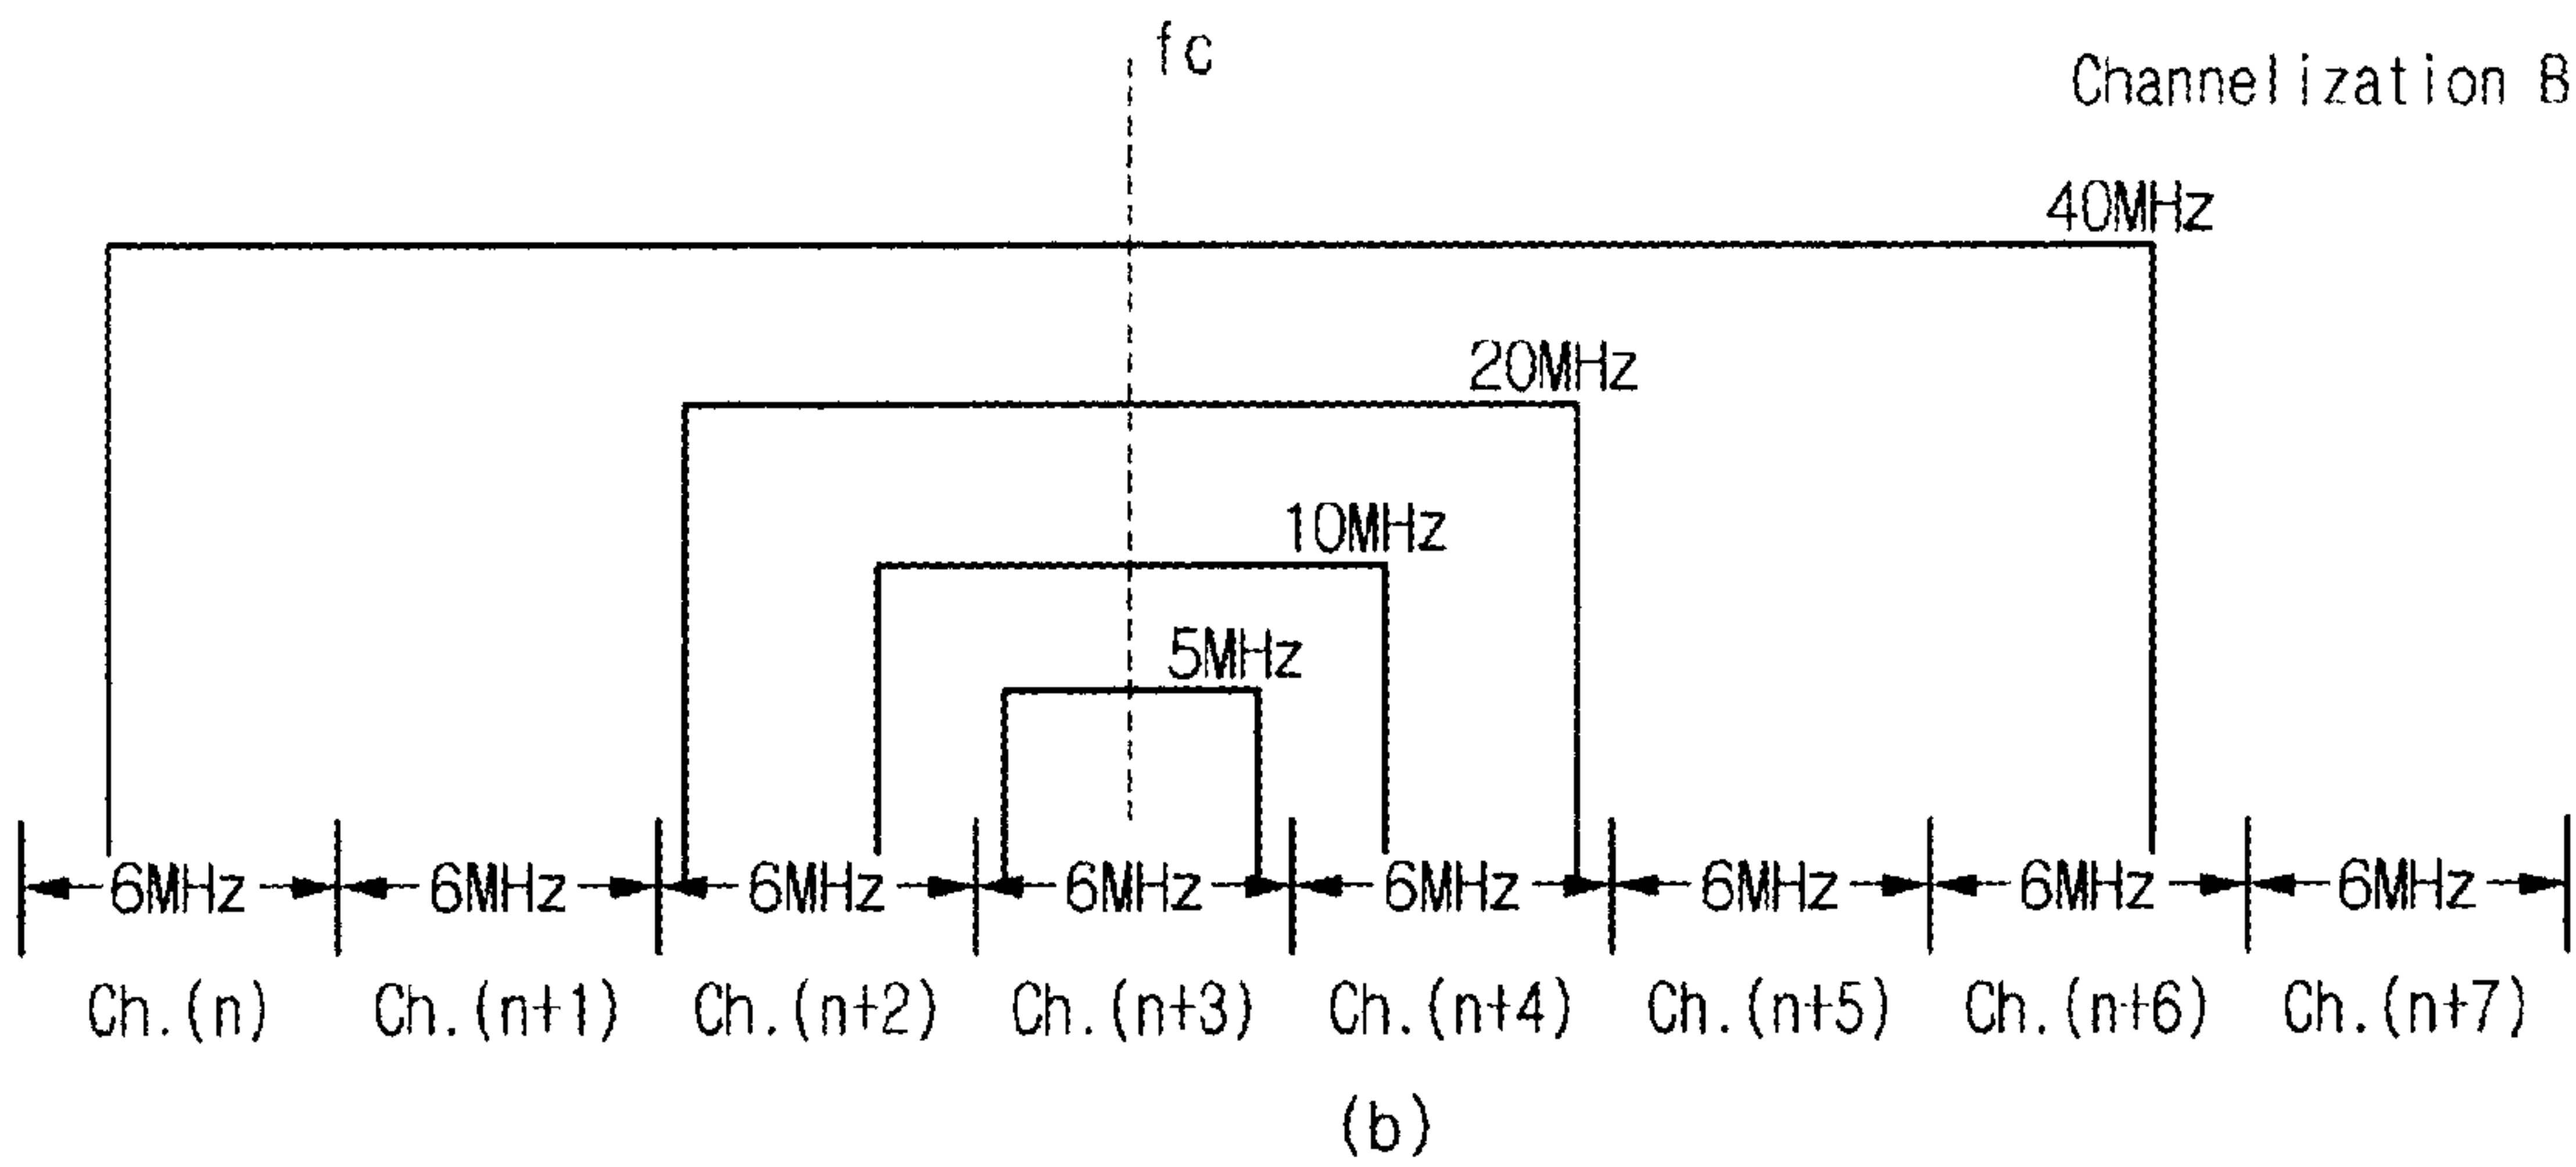 fc
Channelization B
40MHz
20MHz
10MHz
5MHz
6MHz 6MHz 6MHz 6MHz 6MHz 6MHz 6MHz 6MHz
Ch.(n) Ch.(n+1) Ch.(n+2) Ch.(n+3) Ch.(n+4) Ch.(n+5) Ch.(n+6) Ch.(n+7)
(b)